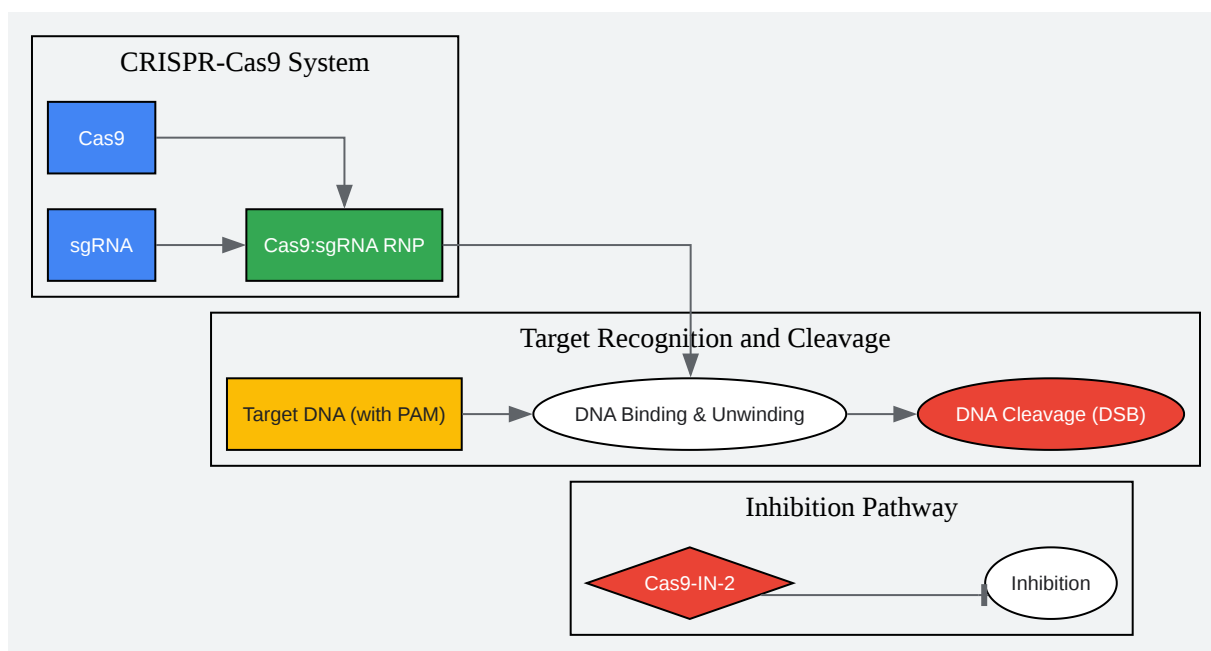 CRISPR-Cas9 System
Cas9
sgRNA
Cas9:sgRNA RNP
Target Recognition and Cleavage
Target DNA (with PAM)
DNA Binding & Unwinding
DNA Cleavage (DSB)
Inhibition Pathway
Cas9-IN-2
Inhibition